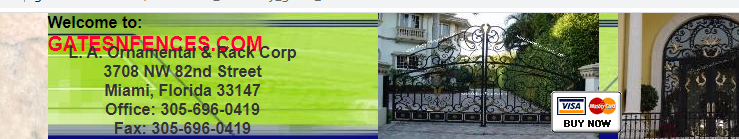 Welcome to:
GATESNFENCES.COM
L. A. Ornamental & Rack Corp
3708 NW 82nd Street
Miami, Florida 33147
Office: 305-696-0419
Fax: 305-696-0419
VISA MasterCard
BUY NOW